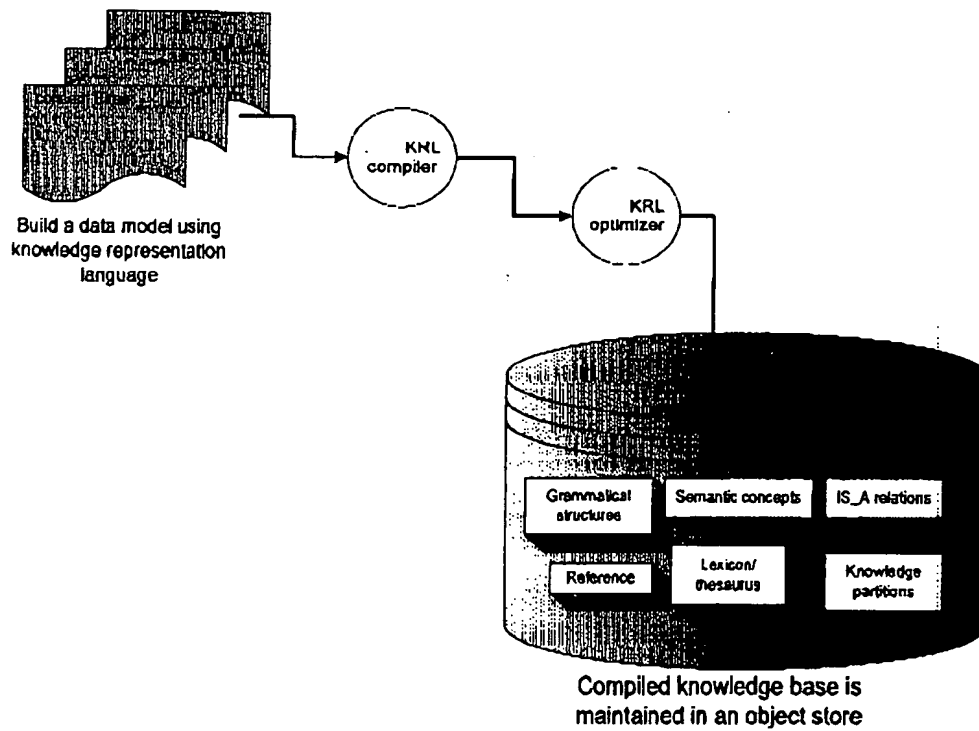 KRL
compiler
KRL
optimizer
Build a data model using
knowledge representation
language
Grammatical
structures
Semantic concepts
IS_A relations
Reference
Lexicon/
thesaurus
Knowledge
partitions
Compiled knowledge base is
maintained in an object store